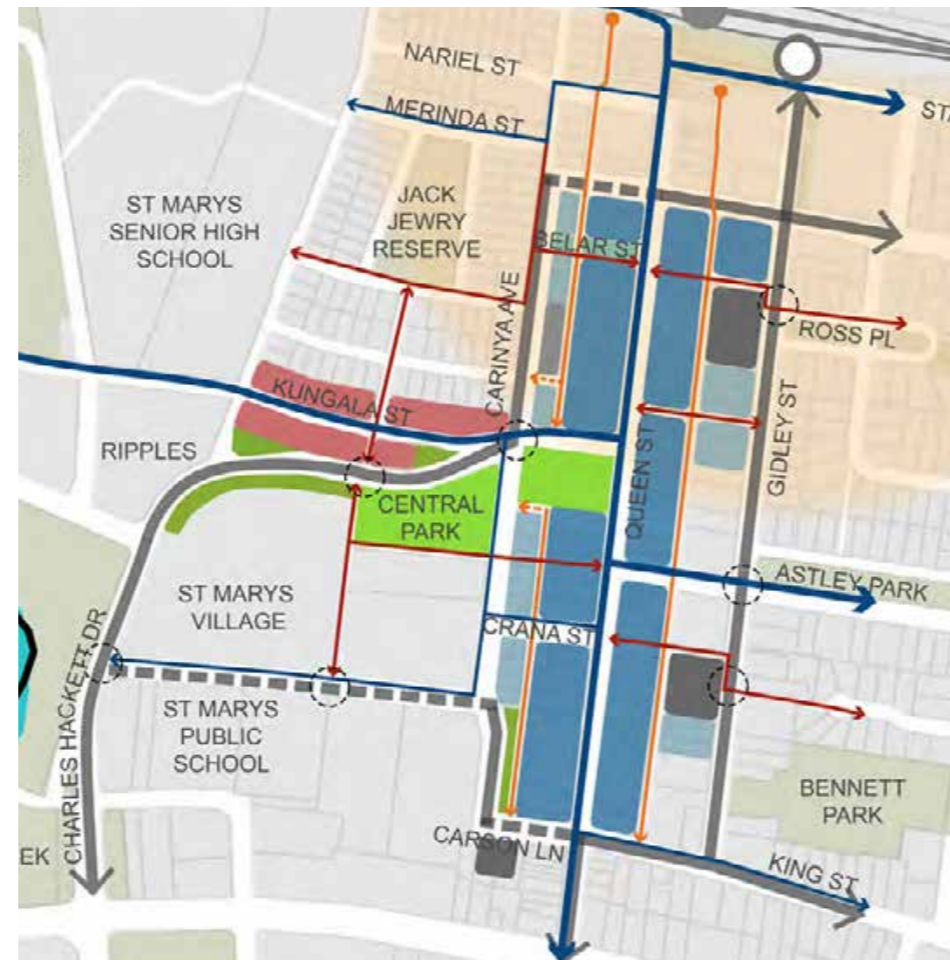 NARIEL ST
MERINDA ST
STA
ST MARYS
SENIOR HIGH
SCHOOL
JACK
JEWRY
RESERVE
BELAR ST
CARINYA AVE
ROSS PL
KUNGALA ST
GIDLEY ST
RIPPLES
QUEEN ST
CENTRAL
PARK
ASTLEY PARK
ST MARYS
VILLAGE
CRANA ST
CHARLES HACKETT DR
ST MARYS
PUBLIC
SCHOOL
BENNETT
PARK
EK
CARSON LN
KING ST